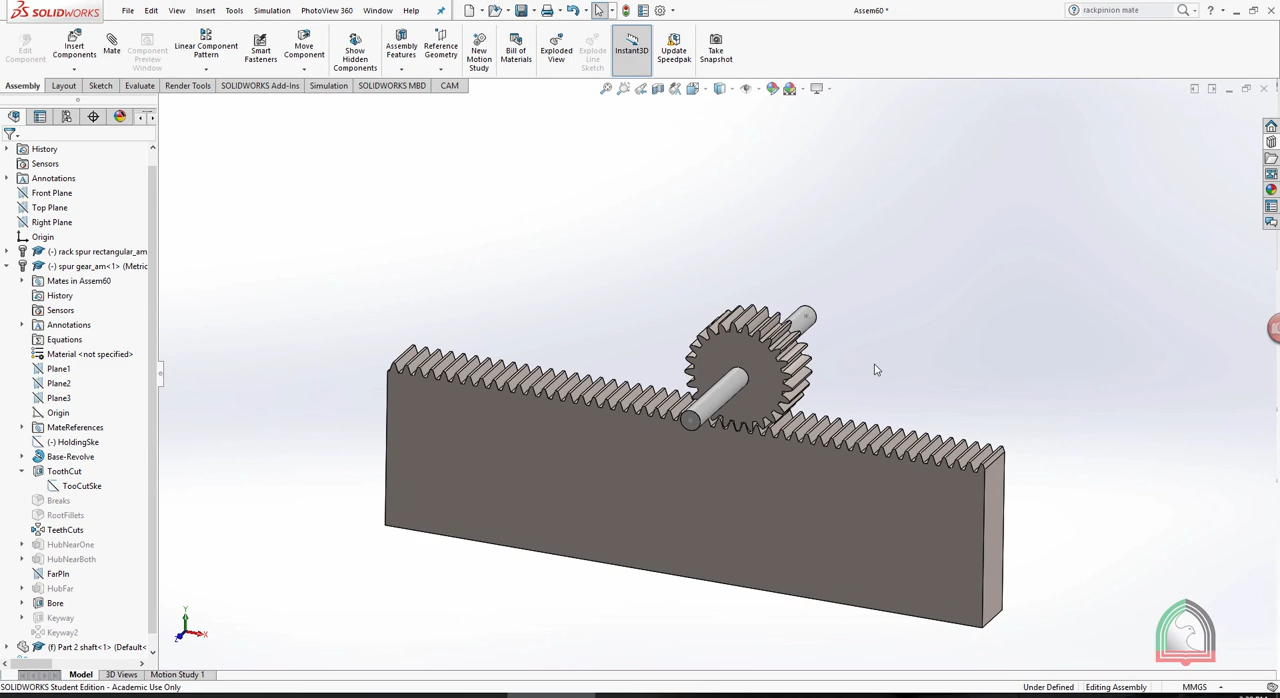 SOLIDWORKS
File
Edit
View
Insert
Tools
Simulation
PhotoView 360
Window
Help
Assem60 *
rackpinion mate
Edit Component
Insert Components
Mate
Component Preview Window
Linear Component Pattern
Smart Fasteners
Move Component
Show Hidden Components
Assembly Features
Reference Geometry
New Motion Study
Bill of Materials
Exploded View
Explode Line Sketch
Instant3D
Update Speedpak
Take Snapshot
Assembly
Layout
Sketch
Evaluate
Render Tools
SOLIDWORKS Add-Ins
Simulation
SOLIDWORKS MBD
CAM
History
Sensors
Annotations
Front Plane
Top Plane
Right Plane
Origin
(-) rack spur rectangular_am
(-) spur gear_am<1> (Metric
Mates in Assem60
History
Sensors
Annotations
Equations
Material <not specified>
Plane1
Plane2
Plane3
Origin
MateReferences
(-) HoldingSke
Base-Revolve
ToothCut
TooCutSke
Breaks
RootFillets
TeethCuts
HubNearOne
HubNearBoth
FarPln
HubFar
Bore
Keyway
Keyway2
(f) Part 2 shaft<1> (Default<
Y
X
Z
Model
3D Views
Motion Study 1
SOLIDWORKS Student Edition - Academic Use Only
Under Defined
Editing Assembly
MMGS